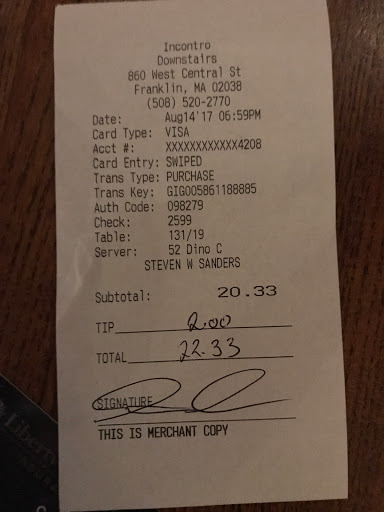 Incontro
Downstairs
860 West Central St
Franklin, MA 02038
(508) 520-2770
Date: Aug14'17 06:59PM
Card Type: VISA
Acct #: XXXXXXXXXXXX4208
Card Entry: SWIPED
Trans Type: PURCHASE
Trans Key: GIG005861188885
Auth Code: 098279
Check: 2599
Table: 131/19
Server: 52 Dino C
STEVEN W SANDERS
Subtotal: 20.33
TIP 2.00
TOTAL 22.33
SIGNATURE
THIS IS MERCHANT COPY
Liberty